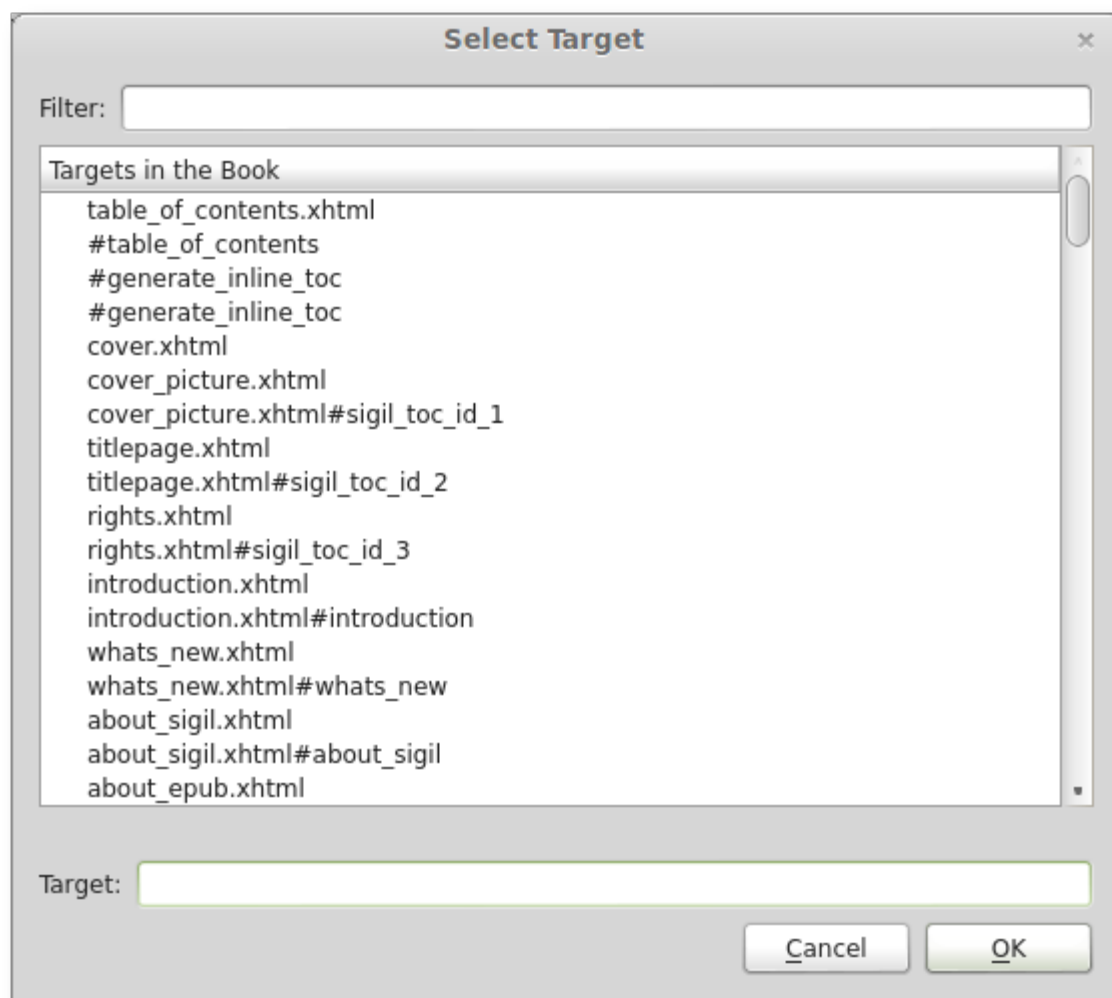 Select Target
Filter:
Targets in the Book
table_of_contents.xhtml
#table_of_contents
#generate_inline_toc
#generate_inline_toc
cover.xhtml
cover_picture.xhtml
cover_picture.xhtml#sigil_toc_id_1
titlepage.xhtml
titlepage.xhtml#sigil_toc_id_2
rights.xhtml
rights.xhtml#sigil_toc_id_3
introduction.xhtml
introduction.xhtml#introduction
whats_new.xhtml
whats_new.xhtml#whats_new
about_sigil.xhtml
about_sigil.xhtml#about_sigil
about_epub.xhtml
Target:
Cancel OK